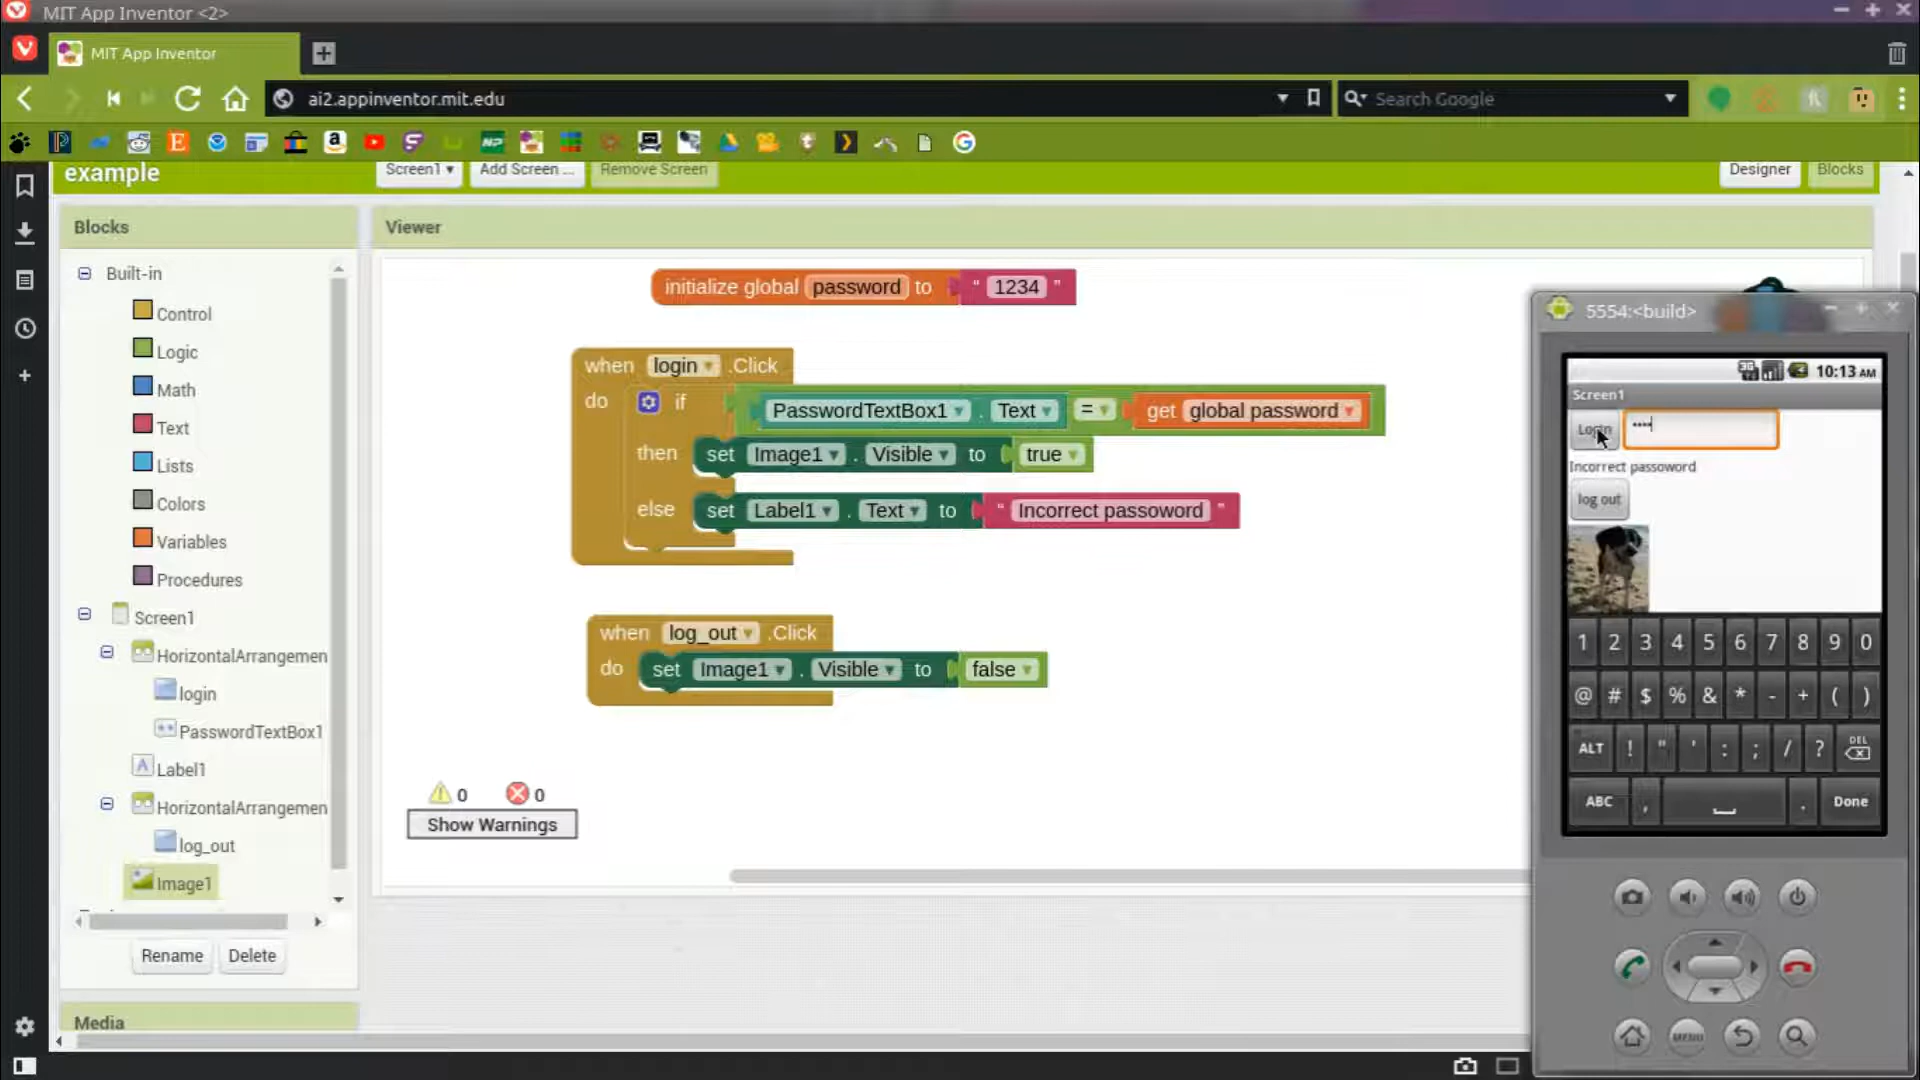 MIT App Inventor <2>
MIT App Inventor
ai2.appinventor.mit.edu
Search Google
example
Screen1
Add Screen ...
Remove Screen
Designer
Blocks
Blocks
Viewer
Built-in
Control
Logic
Math
Text
Lists
Colors
Variables
Procedures
Screen1
HorizontalArrangemen
login
PasswordTextBox1
Label1
HorizontalArrangemen
log_out
Image1
Rename
Delete
Media
initialize global password to " 1234 "
when login .Click
do if PasswordTextBox1 . Text = get global password
then set Image1 . Visible to true
else set Label1 . Text to " Incorrect passoword "
when log_out .Click
do set Image1 . Visible to false
0 0
Show Warnings
5554:<build>
3G 10:13 AM
Screen1
Login ····
Incorrect passoword
log out
1 2 3 4 5 6 7 8 9 0
@ # $ % & * - + ( )
ALT ! " ' : ; / ? DEL
ABC , . Done
MENU